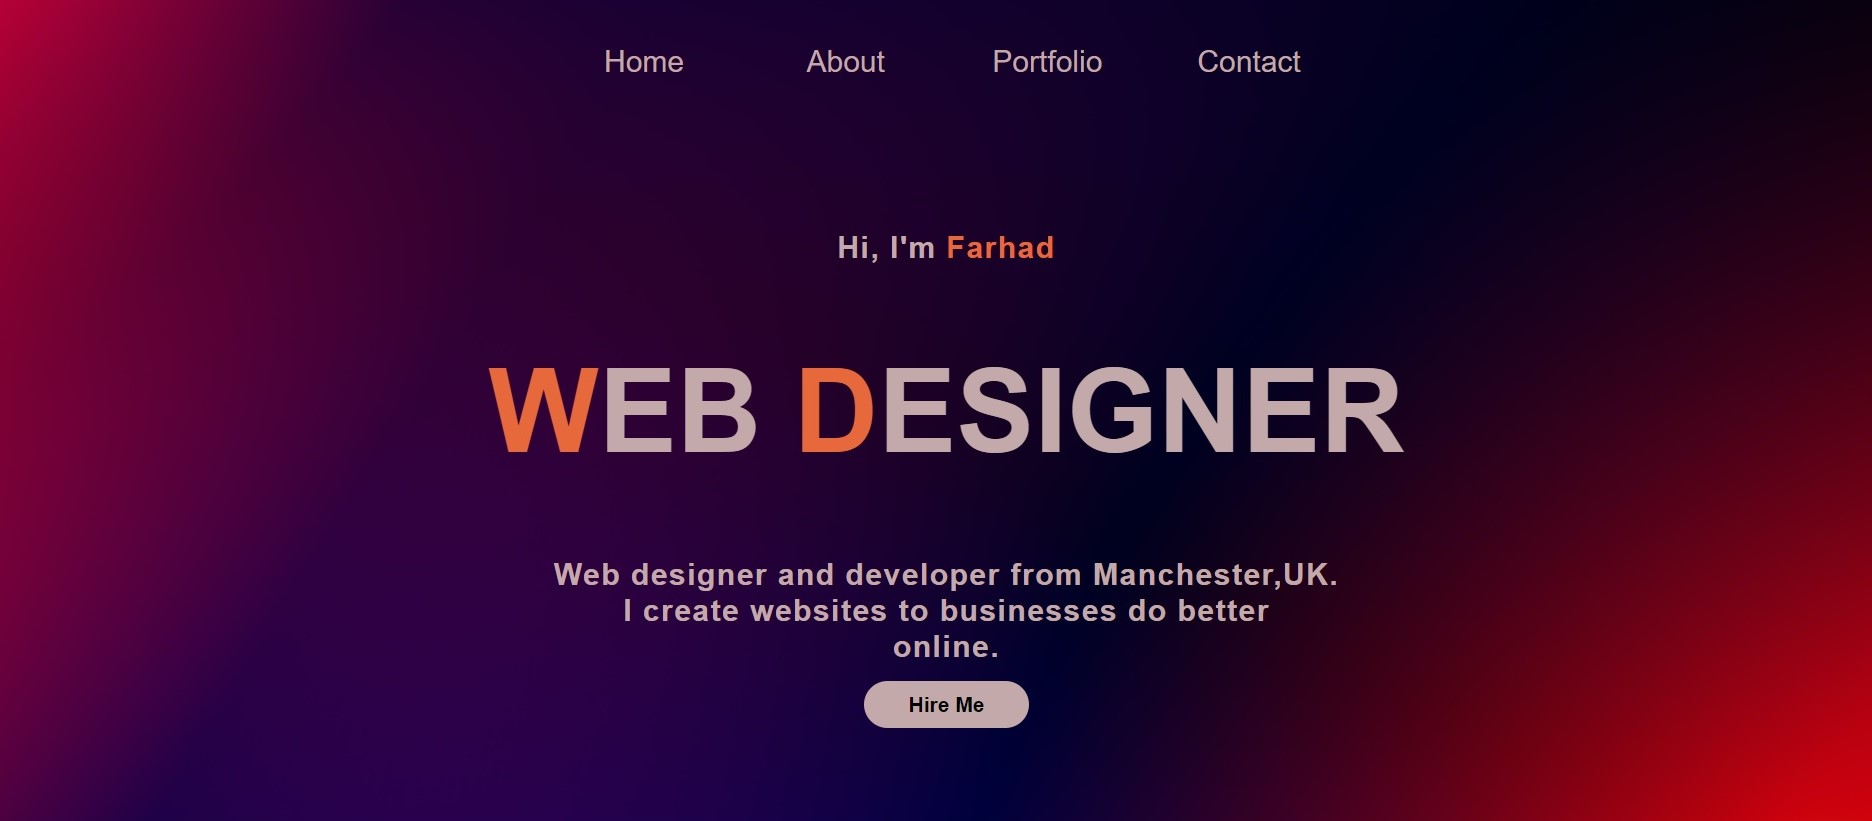 Home About Portfolio Contact
Hi, I'm Farhad
WEB DESIGNER
Web designer and developer from Manchester,UK.
I create websites to businesses do better
online.
Hire Me